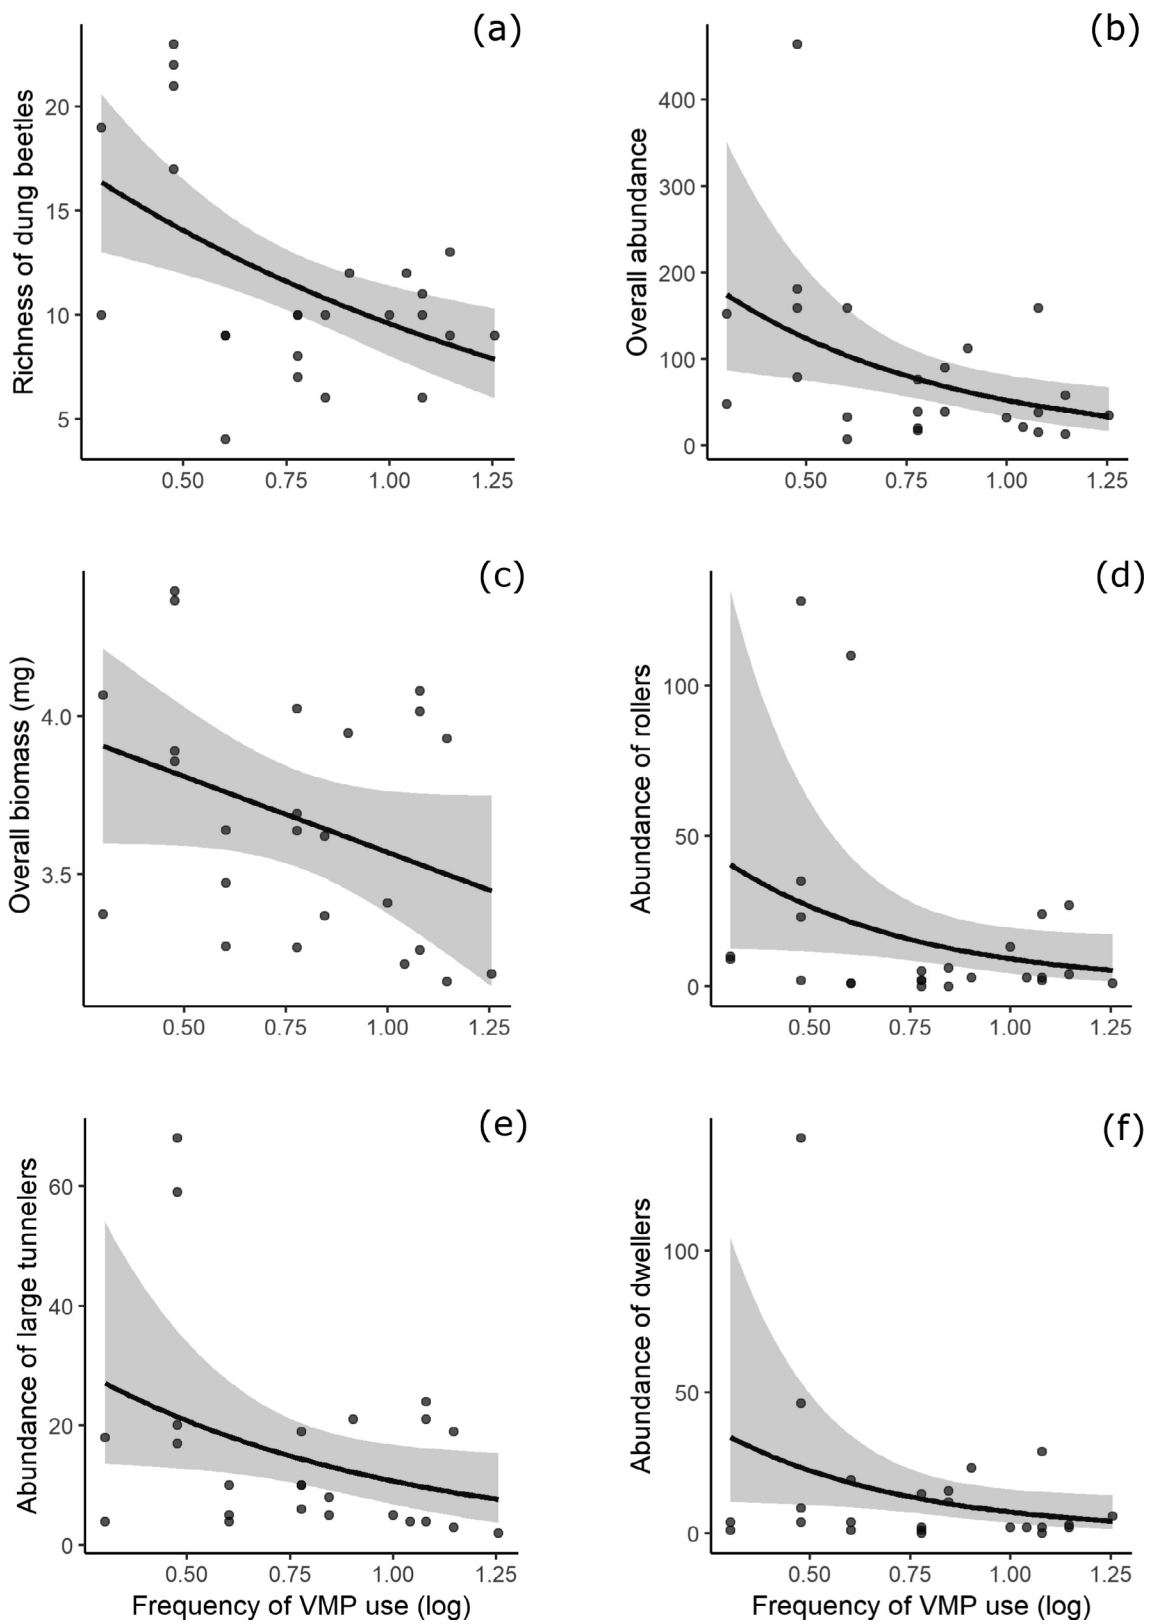 (a)
Richness of dung beetles
20
15
10
5
0.50 0.75 1.00 1.25
(b)
Overall abundance
400
300
200
100
0
0.50 0.75 1.00 1.25
(c)
Overall biomass (mg)
4.0
3.5
0.50 0.75 1.00 1.25
(d)
Abundance of rollers
100
50
0
0.50 0.75 1.00 1.25
(e)
Abundance of large tunnelers
60
40
20
0
0.50 0.75 1.00 1.25
Frequency of VMP use (log)
(f)
Abundance of dwellers
100
50
0
0.50 0.75 1.00 1.25
Frequency of VMP use (log)